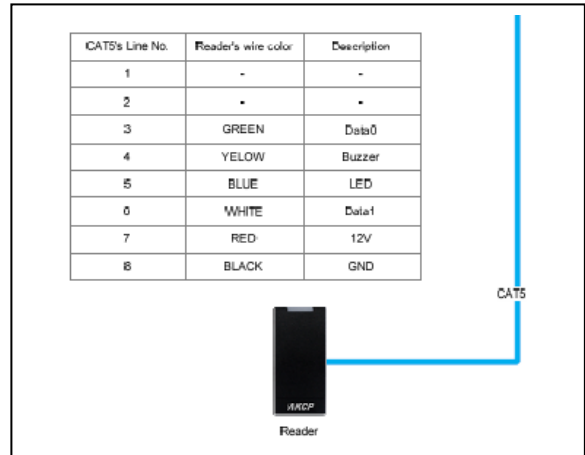 CAT5's Line No. Reader's wire color Description
1 - -
2 - -
3 GREEN Data0
4 YELOW Buzzer
5 BLUE LED
6 WHITE Data1
7 RED 12V
8 BLACK GND
CAT5
AKCP
Reader